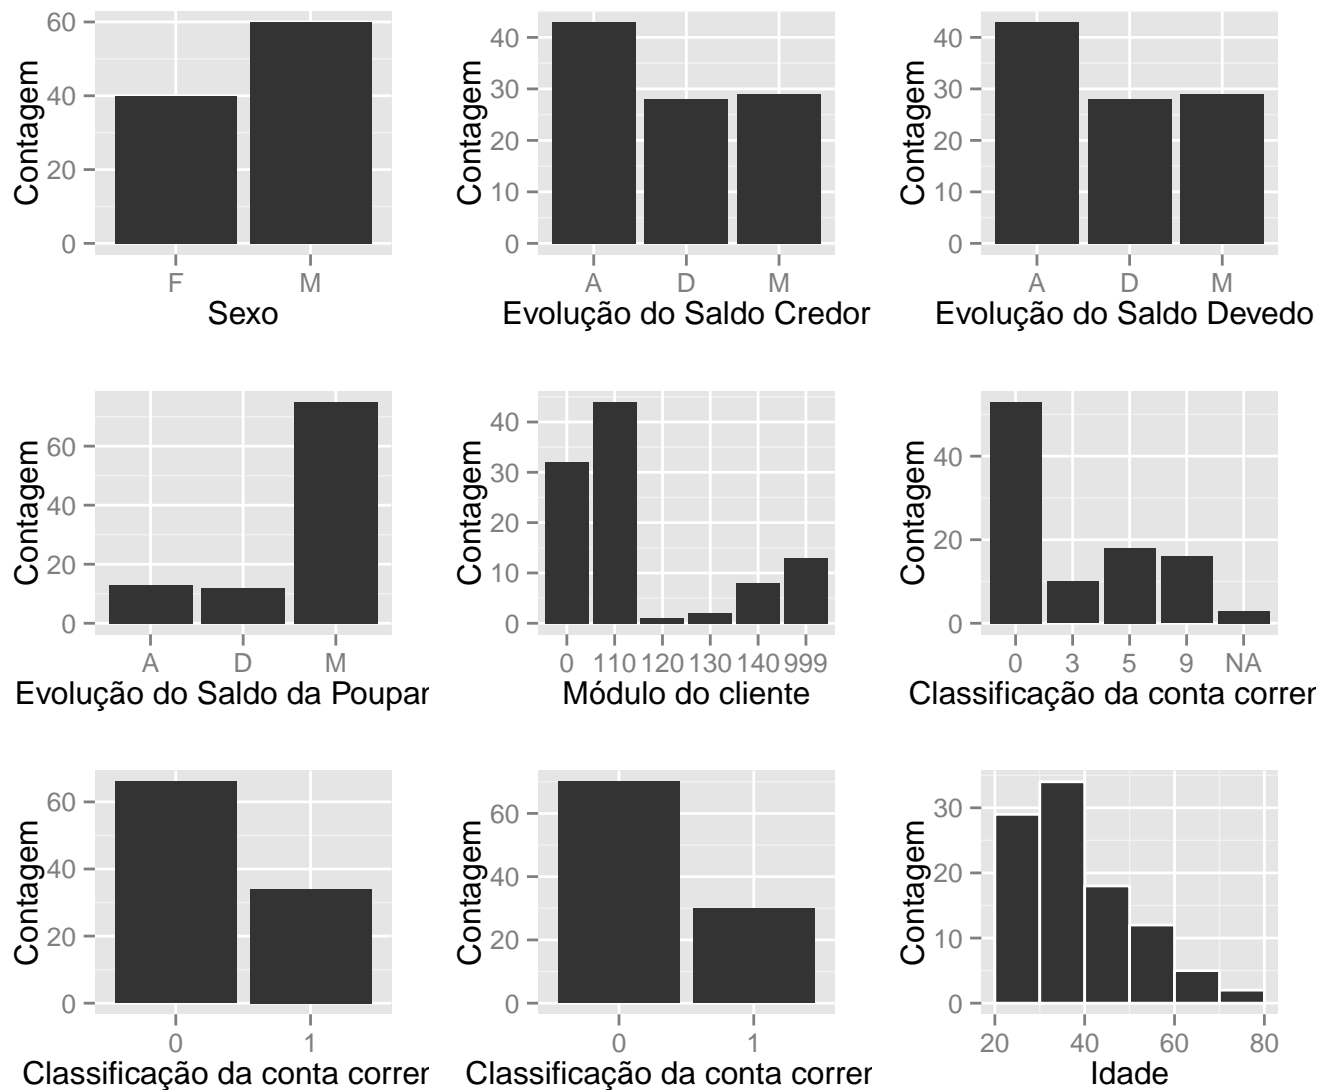 Contagem
60
40
20
0
F M
Sexo
Contagem
40
30
20
10
0
A D M
Evolução do Saldo Credor
Contagem
40
30
20
10
0
A D M
Evolução do Saldo Devedo
Contagem
60
40
20
0
A D M
Evolução do Saldo da Poupar
Contagem
40
30
20
10
0
0 110 120 130 140 999
Módulo do cliente
Contagem
40
20
0
0 3 5 9 NA
Classificação da conta correr
Contagem
60
40
20
0
0 1
Classificação da conta correr
Contagem
60
40
20
0
0 1
Classificação da conta correr
Contagem
30
20
10
0
20 40 60 80
Idade